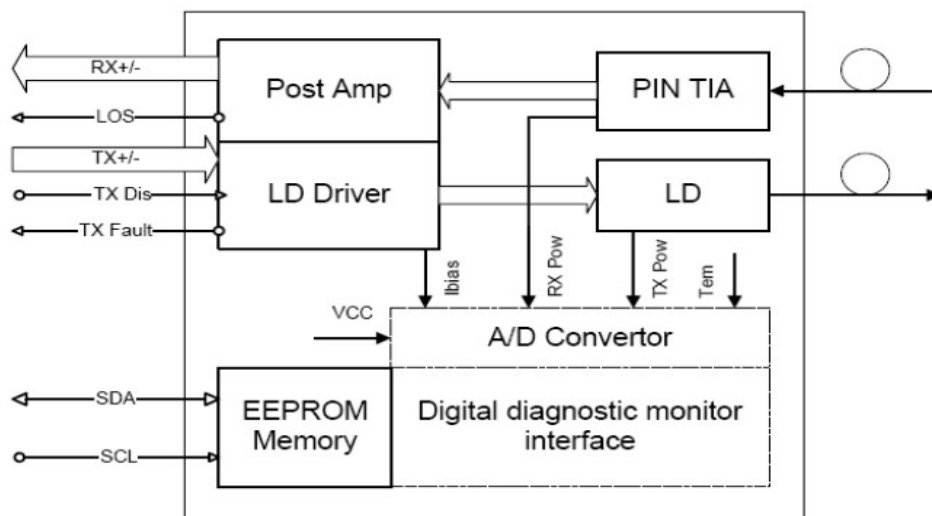 RX+/-
Post Amp
PIN TIA
LOS
TX+/-
TX Dis
LD Driver
LD
TX Fault
Ibias
RX Pow
TX Pow
Tem
VCC
A/D Convertor
SDA
EEPROM
Memory
Digital diagnostic monitor
interface
SCL